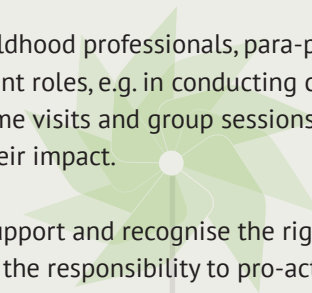 ldhood professionals, para-p
nt roles, e.g. in conducting
me visits and group sessions
eir impact.
upport and recognise the rig
the responsibility to pro-act